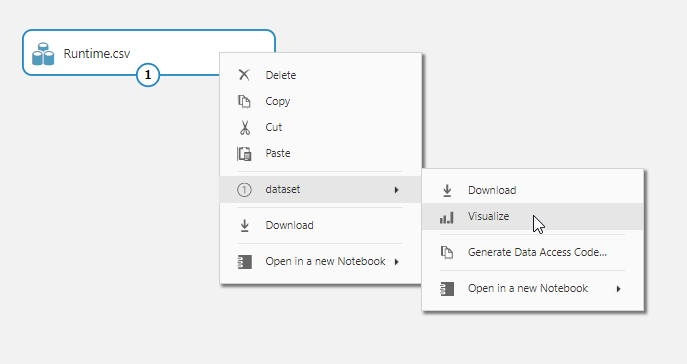 Runtime.csv
1
Delete
Copy
Cut
Paste
1 dataset
Download
Open in a new Notebook
Download
Visualize
Generate Data Access Code...
Open in a new Notebook